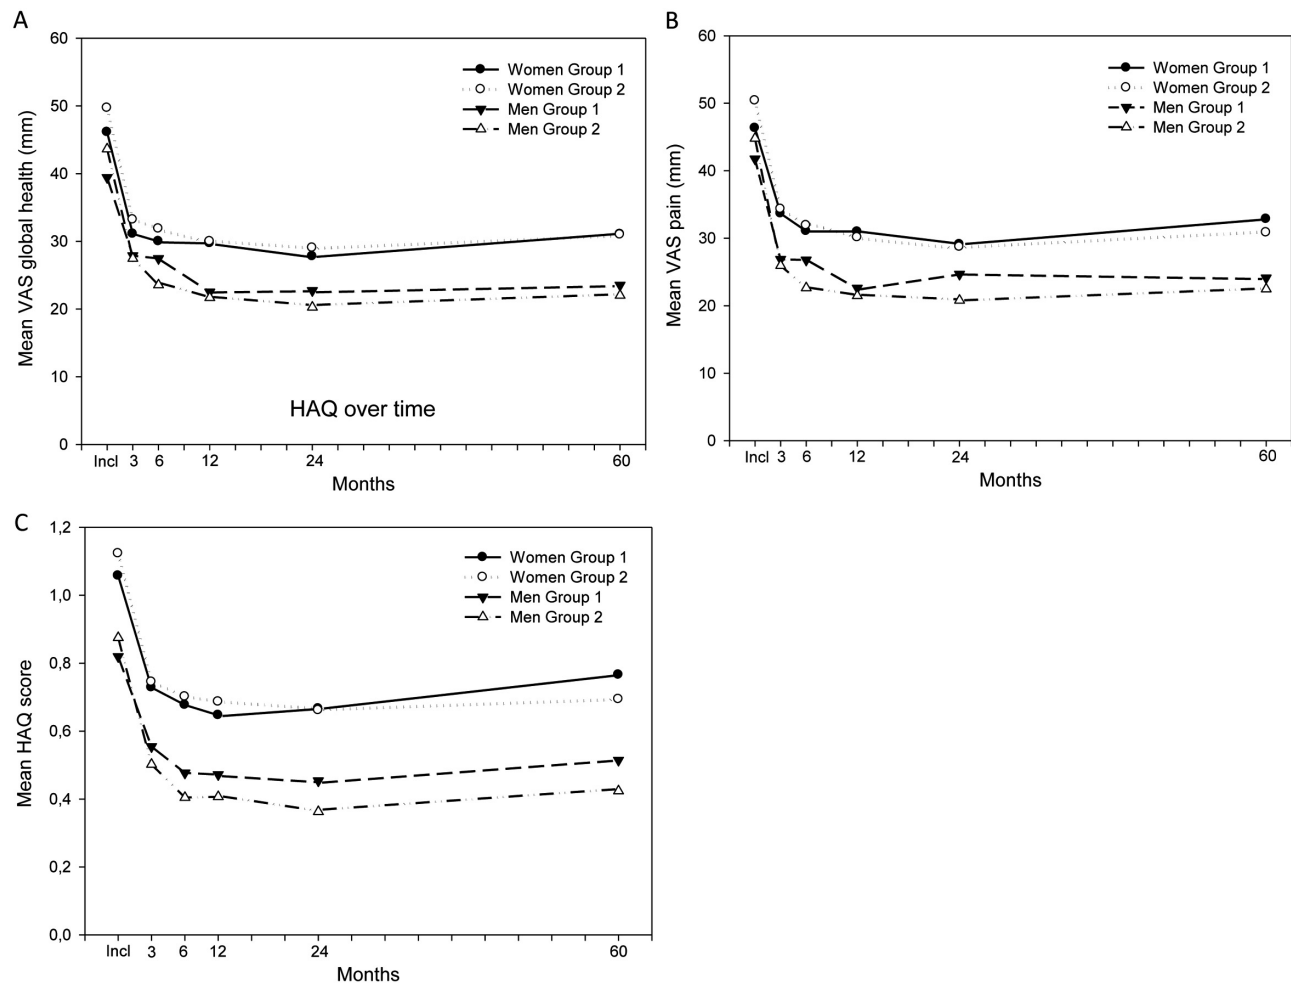 A
Mean VAS global health (mm)
60
50
40
30
20
10
0
Women Group 1
Women Group 2
Men Group 1
Men Group 2
HAQ over time
Incl 3 6 12 24 60
Months
B
Mean VAS pain (mm)
60
50
40
30
20
10
0
Women Group 1
Women Group 2
Men Group 1
Men Group 2
Incl 3 6 12 24 60
Months
C
Mean HAQ score
1,2
1,0
0,8
0,6
0,4
0,2
0,0
Women Group 1
Women Group 2
Men Group 1
Men Group 2
Incl 3 6 12 24 60
Months